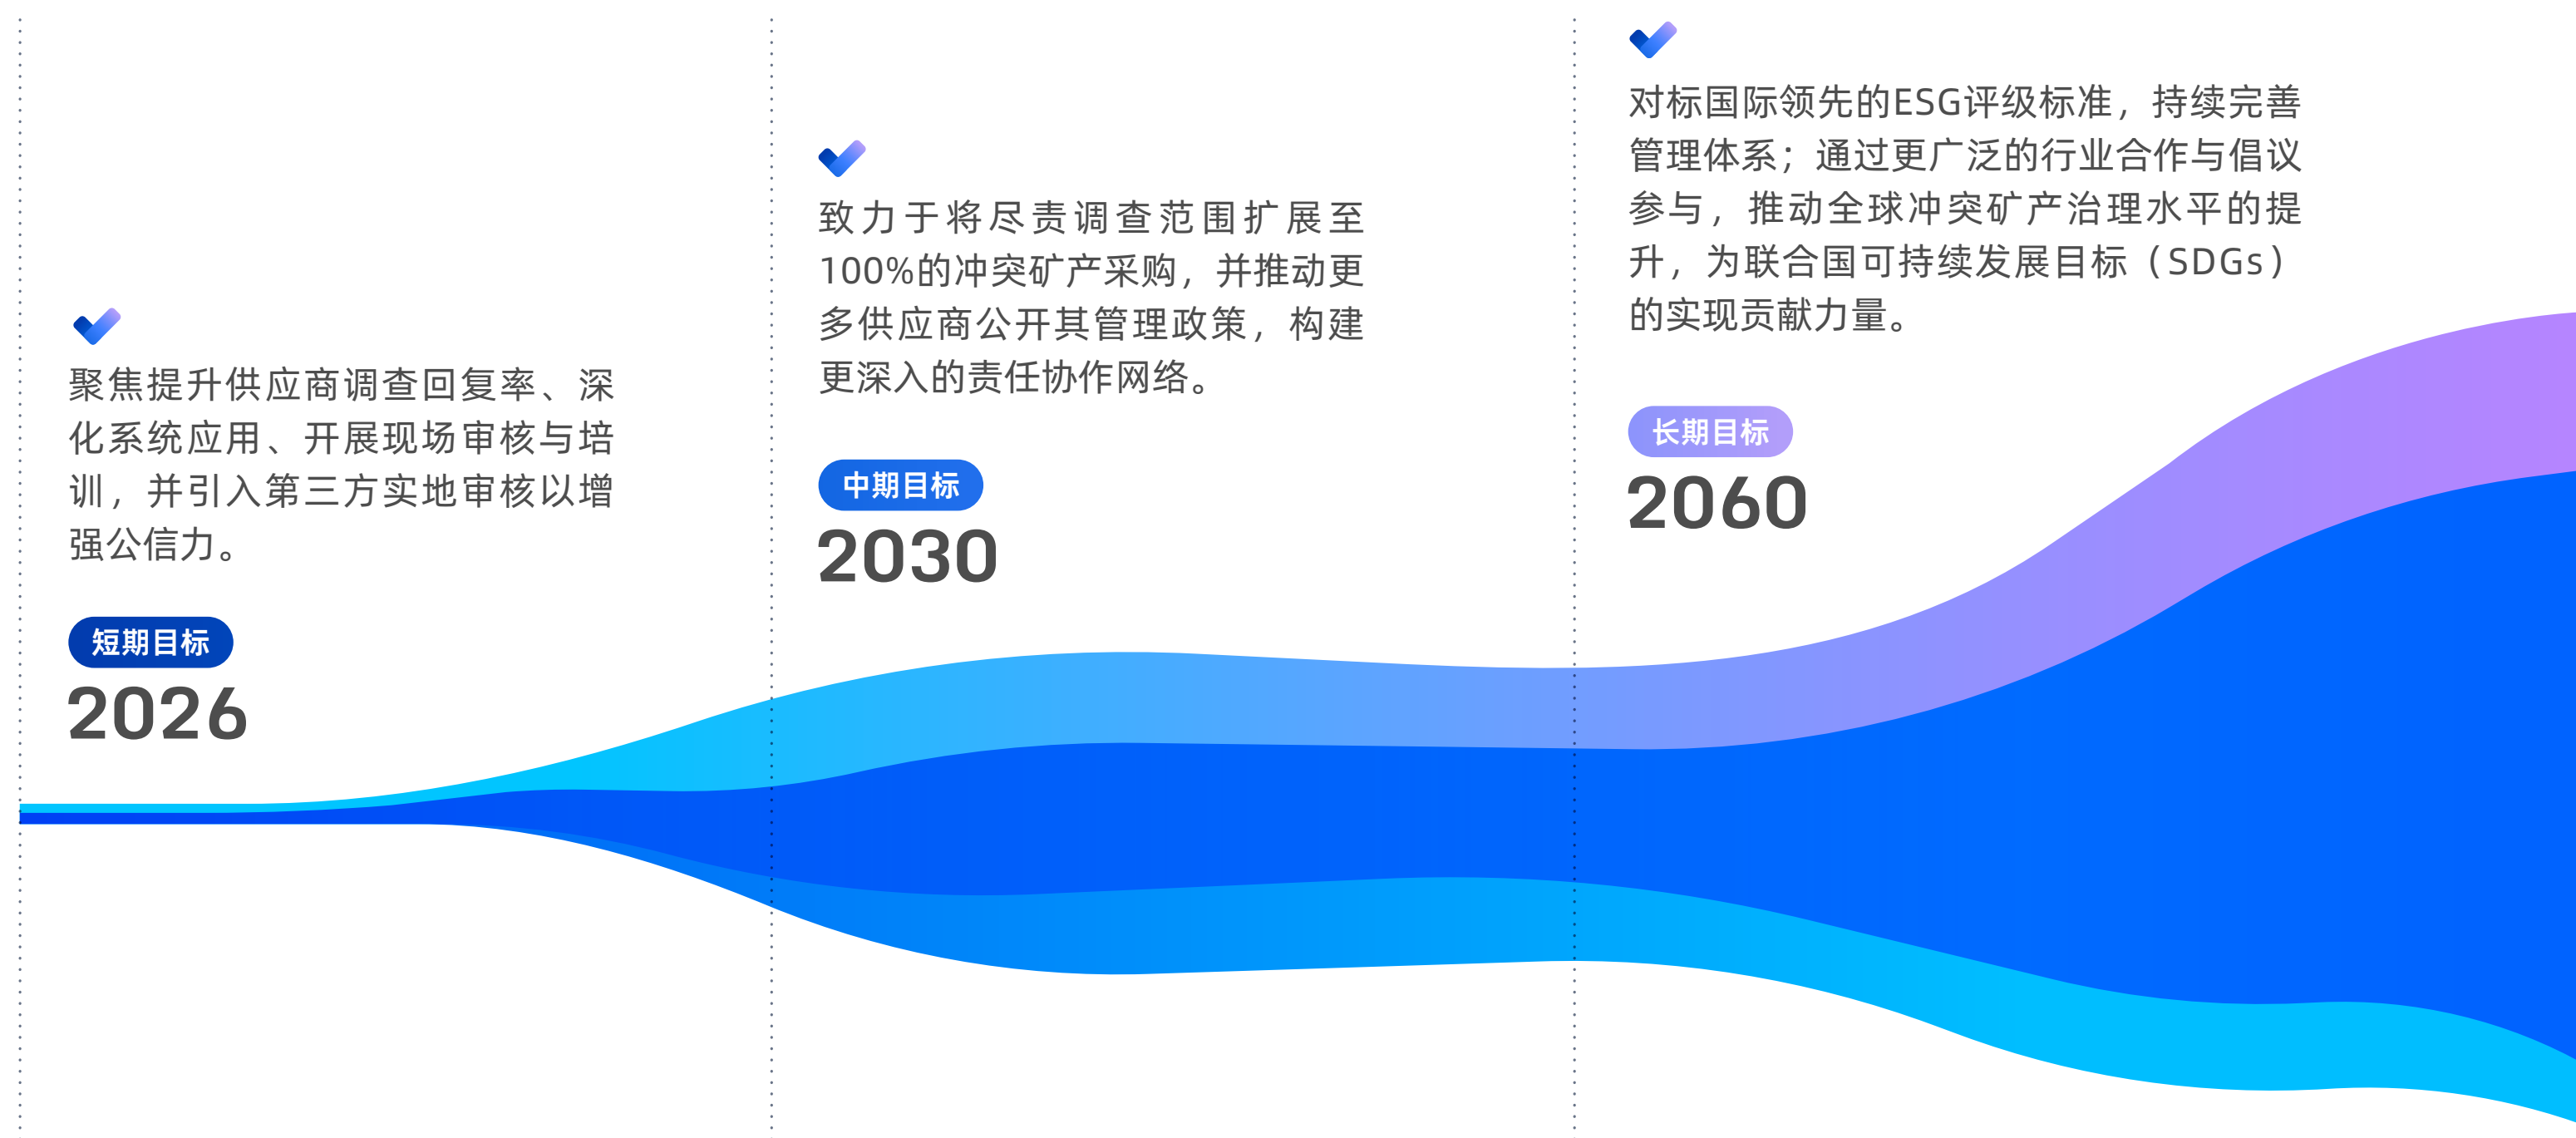 聚焦提升供应商调查回复率、深
化系统应用、开展现场审核与培
训，并引入第三方实地审核以增
强公信力。
短期目标
2026
致力于将尽责调查范围扩展至
100%的冲突矿产采购，并推动更
多供应商公开其管理政策，构建
更深入的责任协作网络。
中期目标
2030
对标国际领先的ESG评级标准，持续完善
管理体系；通过更广泛的行业合作与倡议
参与，推动全球冲突矿产治理水平的提
升，为联合国可持续发展目标（SDGs）
的实现贡献力量。
长期目标
2060